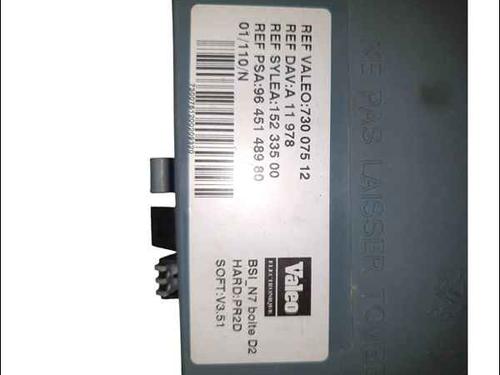 REF VALEO:730 075 12
REF DAV:A 11 978
REF SYLEA:152 335 00
REF PSA:96 451 489 80
01/110/N
Valeo
ELECTRONIQUE
BSI_N7 boite D2
HARD:PR2D
SOFT:V3.51
NE PAS LAISSER